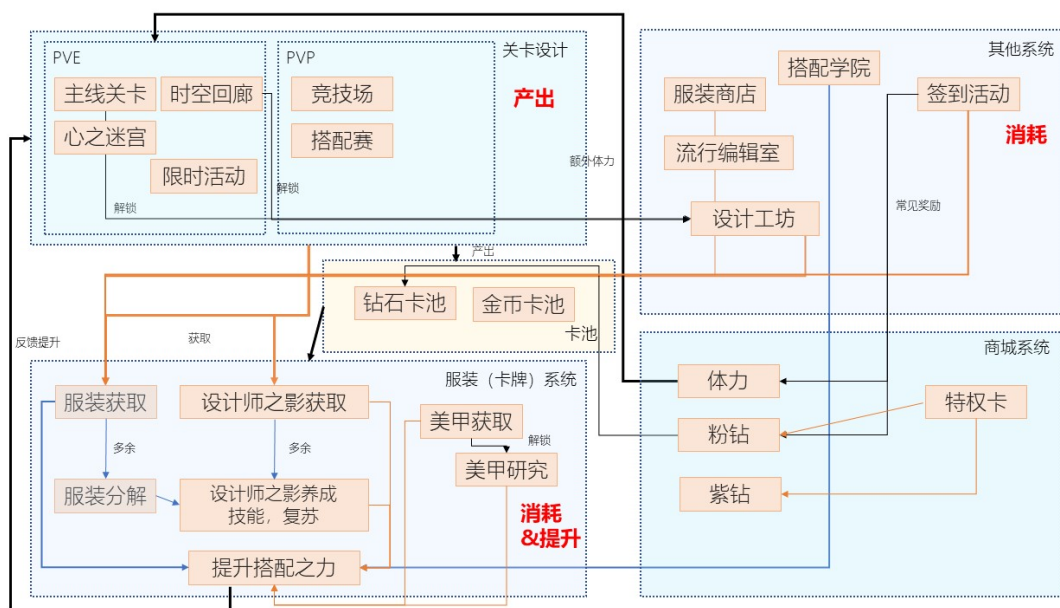 关卡设计
PVE
PVP
主线关卡
时空回廊
心之迷宫
限时活动
解锁
解锁
竞技场
搭配赛
产出
额外体力
其他系统
搭配学院
服装商店
签到活动
消耗
流行编辑室
设计工坊
常见奖励
产出
钻石卡池
金币卡池
卡池
反馈提升
获取
服装（卡牌）系统
服装获取
设计师之影获取
美甲获取
解锁
多余
多余
美甲研究
服装分解
设计师之影养成
技能，复苏
消耗
&提升
提升搭配之力
商城系统
体力
特权卡
粉钻
紫钻